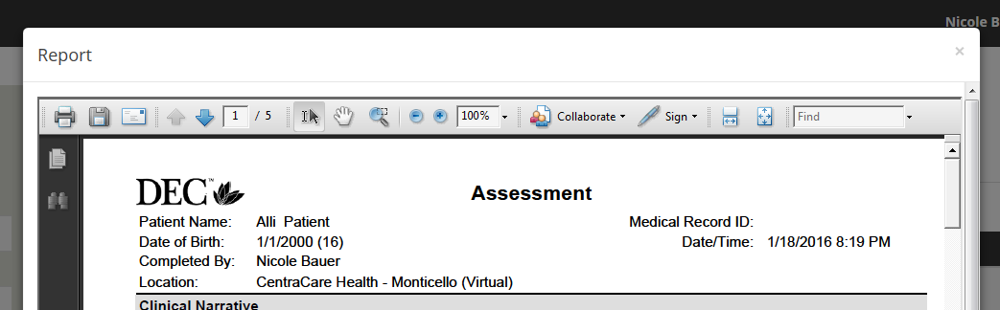 Nicole B
Report
×
1 / 5 100% Collaborate Sign Find
DEC™ Assessment
Patient Name: Alli Patient Medical Record ID:
Date of Birth: 1/1/2000 (16) Date/Time: 1/18/2016 8:19 PM
Completed By: Nicole Bauer
Location: CentraCare Health - Monticello (Virtual)
Clinical Narrative